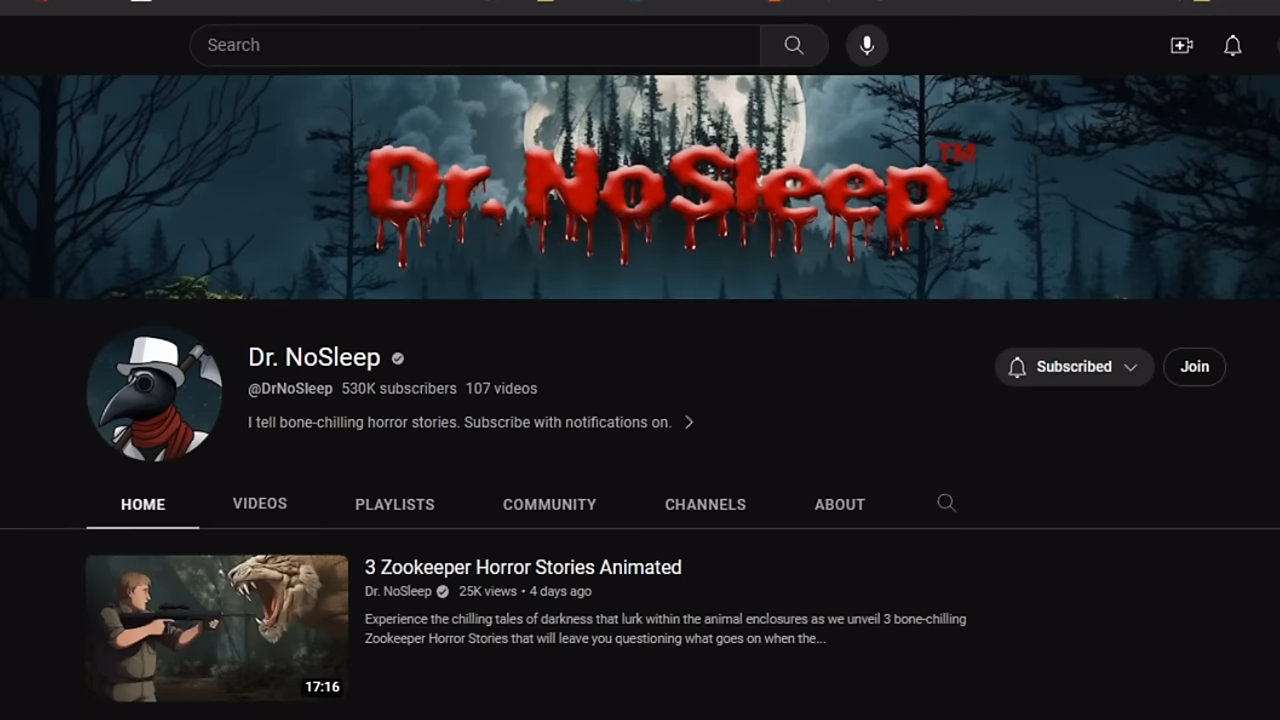 Search
Dr. NoSleep™
Dr. NoSleep
@DrNoSleep 530K subscribers 107 videos
I tell bone-chilling horror stories. Subscribe with notifications on.
Subscribed
Join
HOME VIDEOS PLAYLISTS COMMUNITY CHANNELS ABOUT
3 Zookeeper Horror Stories Animated
Dr. NoSleep 25K views • 4 days ago
Experience the chilling tales of darkness that lurk within the animal enclosures as we unveil 3 bone-chilling
Zookeeper Horror Stories that will leave you questioning what goes on when the...
17:16